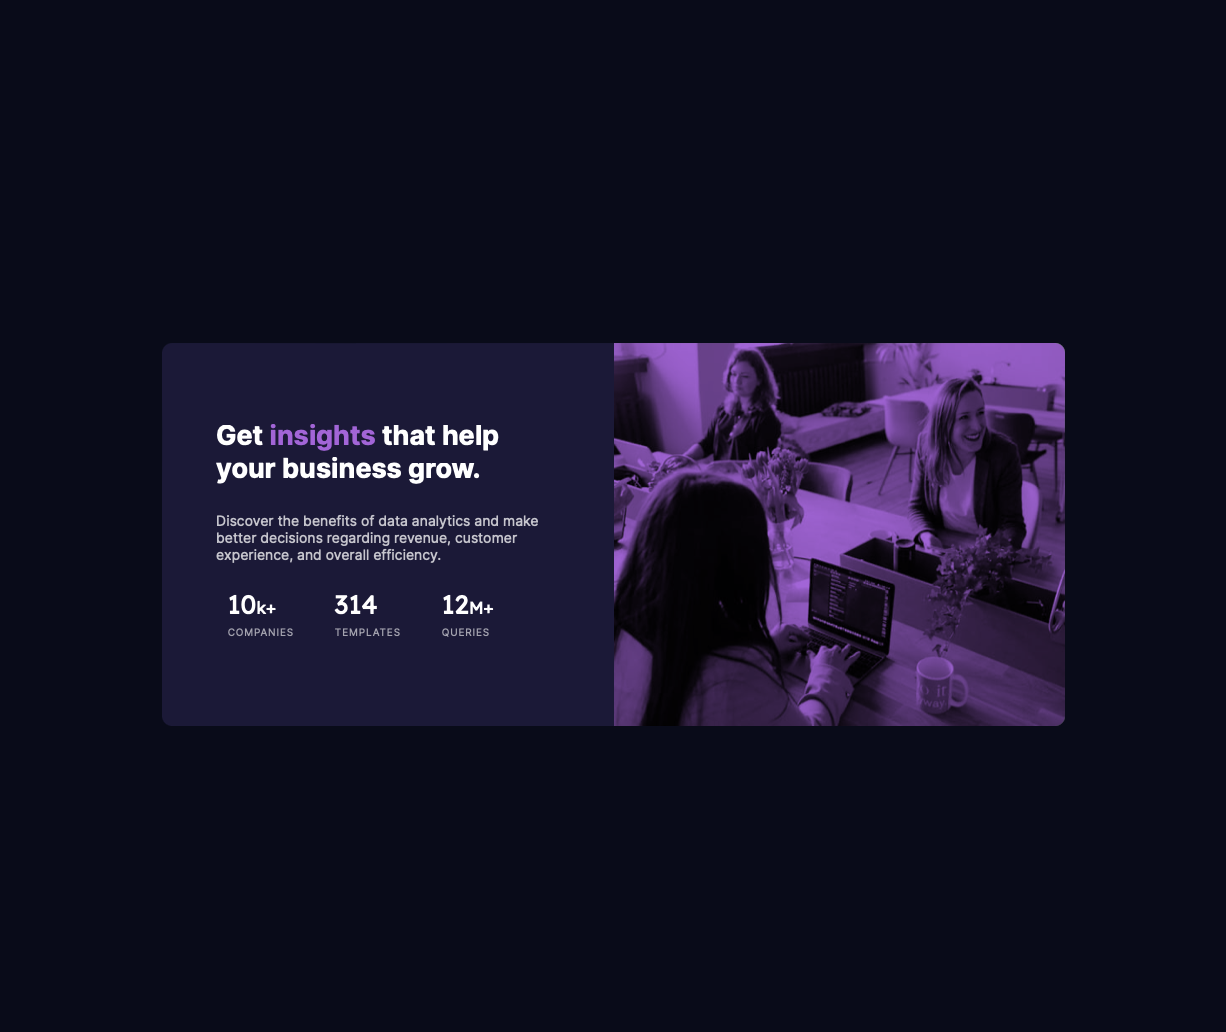 Get insights that help
your business grow.
Discover the benefits of data analytics and make
better decisions regarding revenue, customer
experience, and overall efficiency.
10k+ 314 12M+
COMPANIES TEMPLATES QUERIES